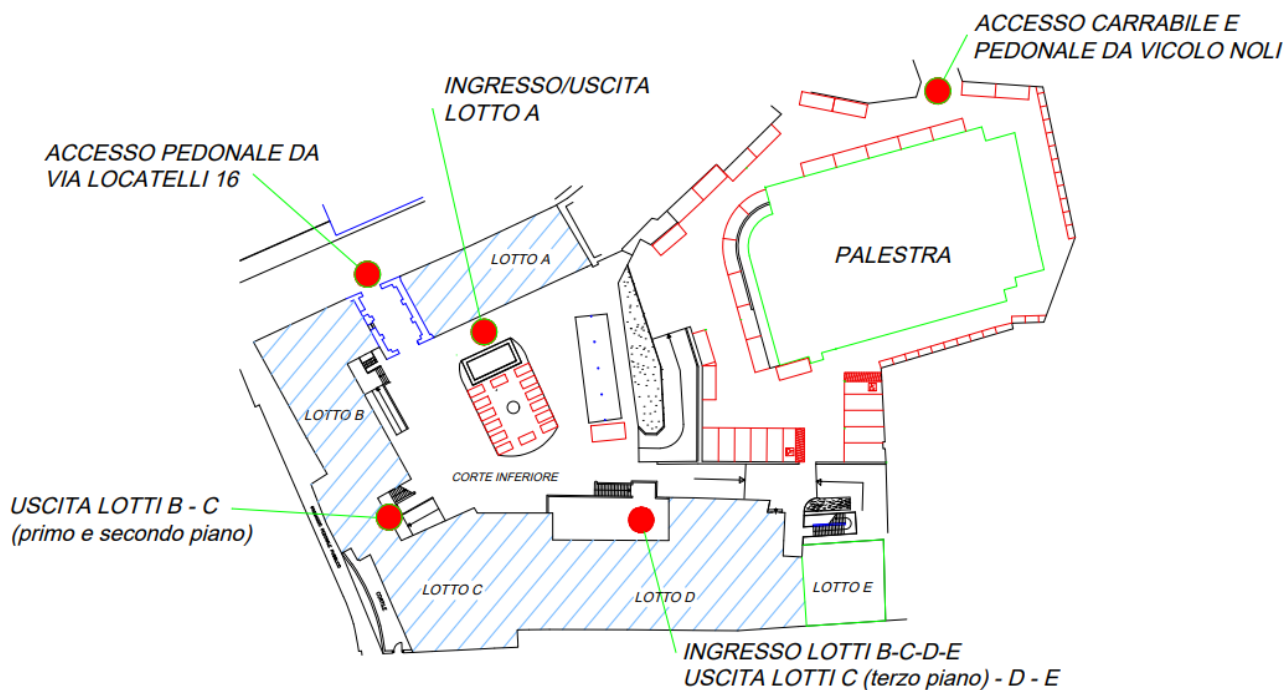 ACCESSO CARRABILE E
PEDONALE DA VICOLO NOLI
INGRESSO/USCITA
LOTTO A
ACCESSO PEDONALE DA
VIA LOCATELLI 16
LOTTO A
PALESTRA
LOTTO B
CORTE INFERIORE
USCITA LOTTI B - C
(primo e secondo piano)
LOTTO C
LOTTO D
LOTTO E
INGRESSO LOTTI B-C-D-E
USCITA LOTTI C (terzo piano) - D - E